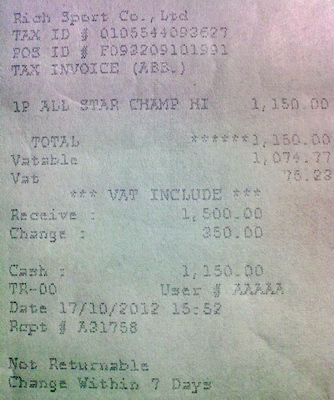 Rich Sport Co.,Ltd
TAX ID # 0105544093627
POS ID # F093209101991
TAX INVOICE (ABB.)
1P ALL STAR CHAMP HI 1,150.00
TOTAL ******1,150.00
Vatable 1,074.77
Vat 75.23
*** VAT INCLUDE ***
Receive : 1,500.00
Change : 350.00
Cash : 1,150.00
TR-00 User # AAAAA
Date 17/10/2012 15:52
Rcpt # A31758
Not Returnable
Change Within 7 Days